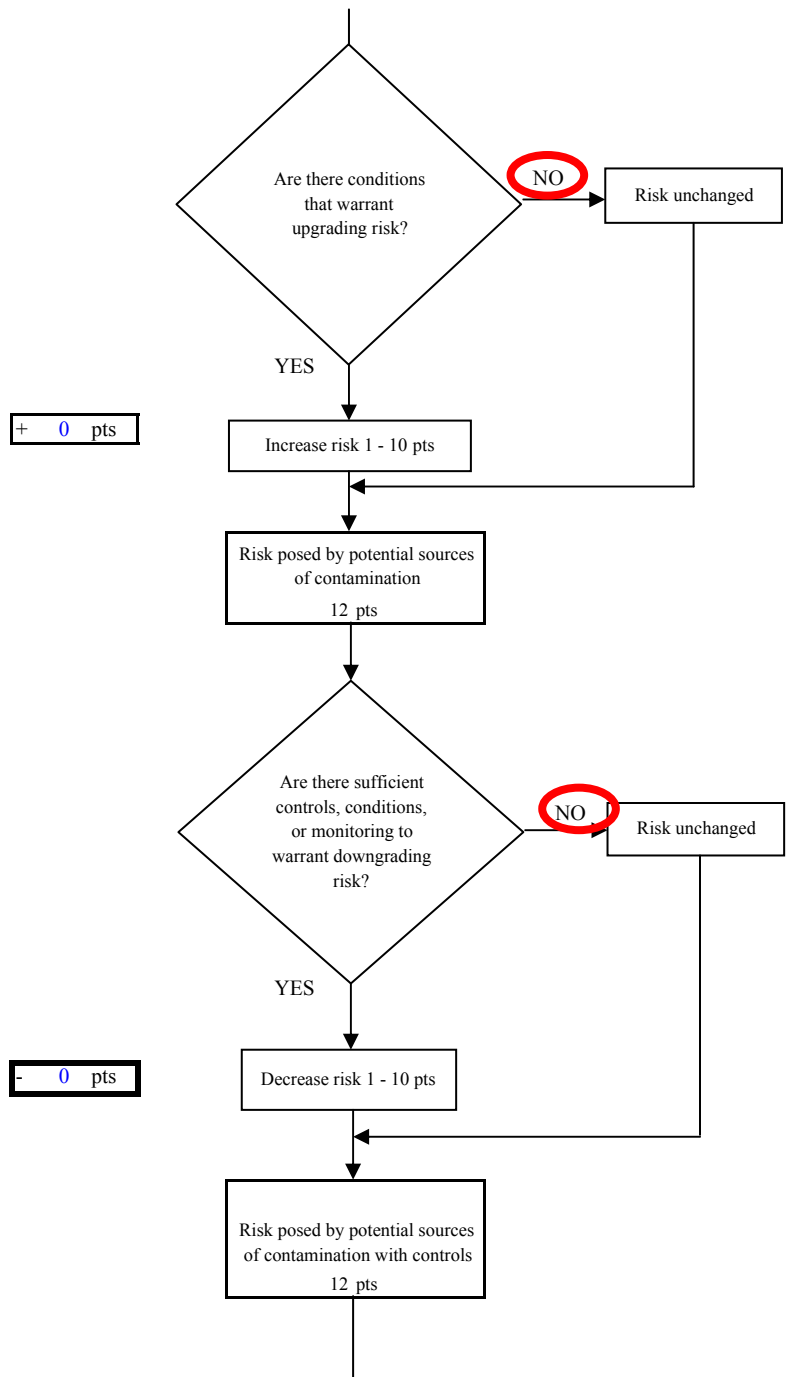 Are there conditions
that warrant
upgrading risk?
NO
Risk unchanged
YES
+ 0 pts
Increase risk 1 - 10 pts
Risk posed by potential sources
of contamination
12 pts
Are there sufficient
controls, conditions,
or monitoring to
warrant downgrading
risk?
NO
Risk unchanged
YES
- 0 pts
Decrease risk 1 - 10 pts
Risk posed by potential sources
of contamination with controls
12 pts